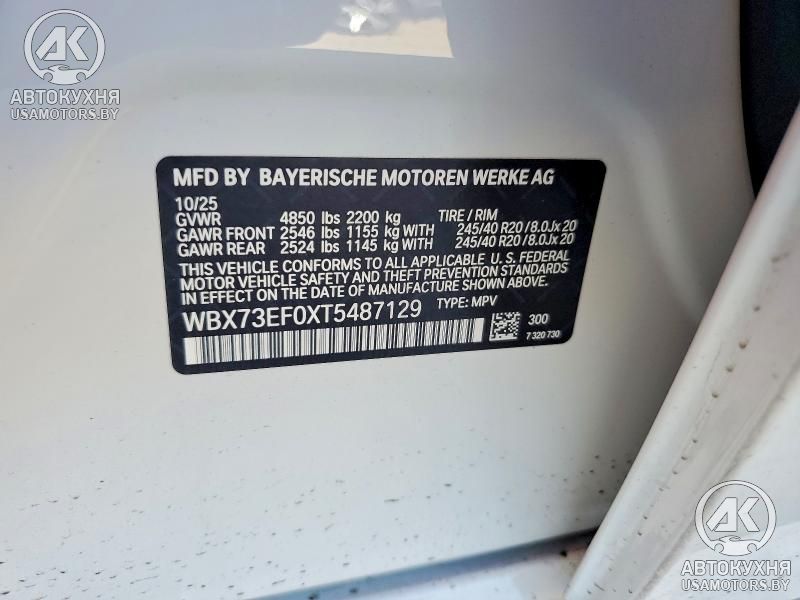 AK
АВТОКУХНЯ
USAMOTORS.BY
MFD BY BAYERISCHE MOTOREN WERKE AG
10/25
GVWR 4850 lbs 2200 kg TIRE / RIM
GAWR FRONT 2546 lbs 1155 kg WITH 245/40 R20 / 8.0Jx20
GAWR REAR 2524 lbs 1145 kg WITH 245/40 R20 / 8.0Jx20
THIS VEHICLE CONFORMS TO ALL APPLICABLE U. S. FEDERAL
MOTOR VEHICLE SAFETY AND THEFT PREVENTION STANDARDS
IN EFFECT ON THE DATE OF MANUFACTURE SHOWN ABOVE.
WBX73EF0XT5487129 TYPE: MPV
300
7 320 730
AK
АВТОКУХНЯ
USAMOTORS.BY